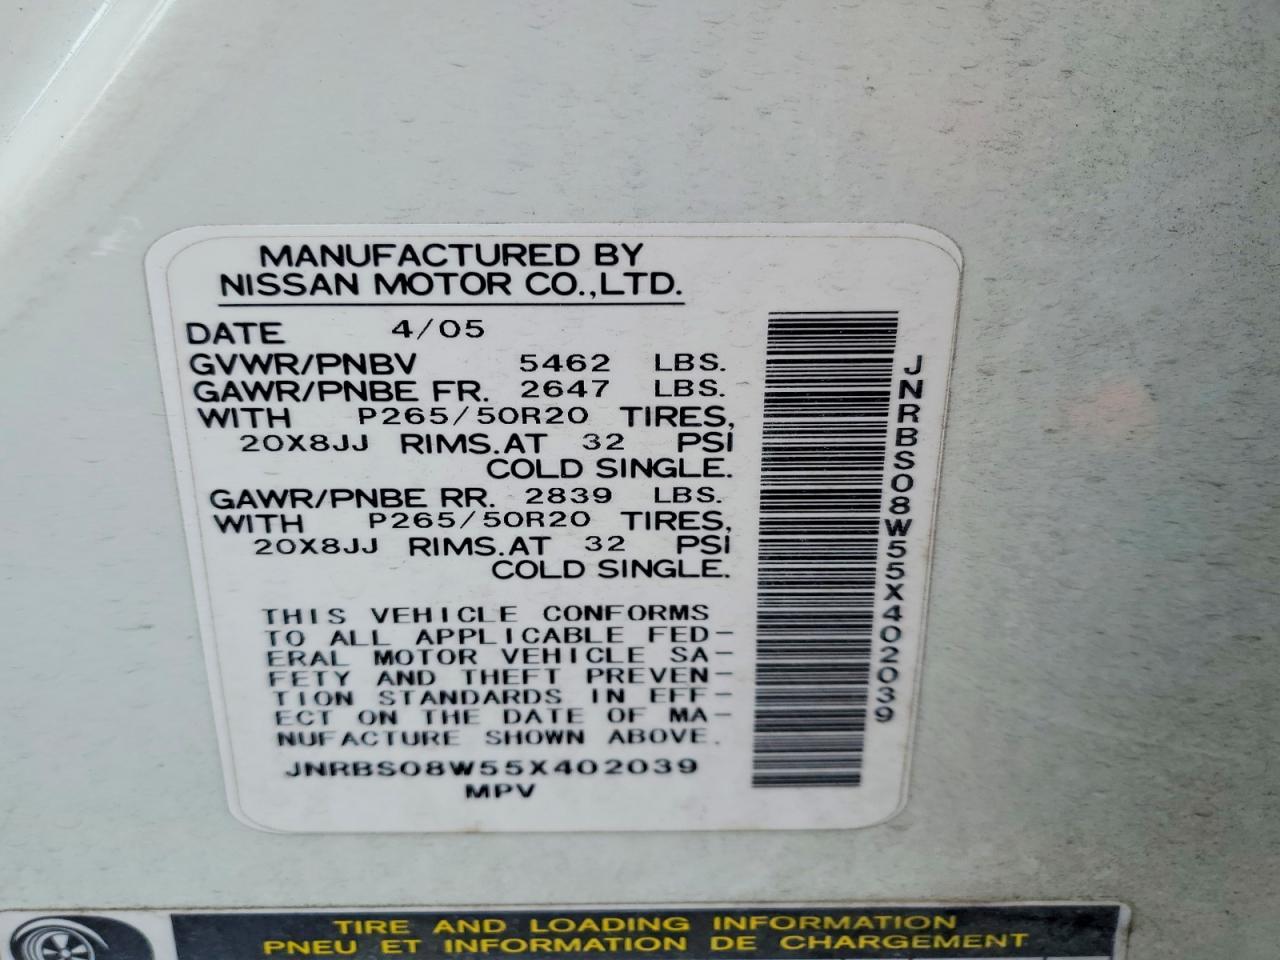 MANUFACTURED BY
NISSAN MOTOR CO.,LTD.
DATE 4/05
GVWR/PNBV 5462 LBS.
GAWR/PNBE FR. 2647 LBS.
WITH P265/50R20 TIRES,
20X8JJ RIMS.AT 32 PSI
COLD SINGLE.
GAWR/PNBE RR. 2839 LBS.
WITH P265/50R20 TIRES,
20X8JJ RIMS.AT 32 PSI
COLD SINGLE.
THIS VEHICLE CONFORMS
TO ALL APPLICABLE FED-
ERAL MOTOR VEHICLE SA-
FETY AND THEFT PREVEN-
TION STANDARDS IN EFF-
ECT ON THE DATE OF MA-
NUFACTURE SHOWN ABOVE.
JNRBS08W55X402039
MPV
JNRBS08W55X402039
TIRE AND LOADING INFORMATION
PNEU ET INFORMATION DE CHARGEMENT